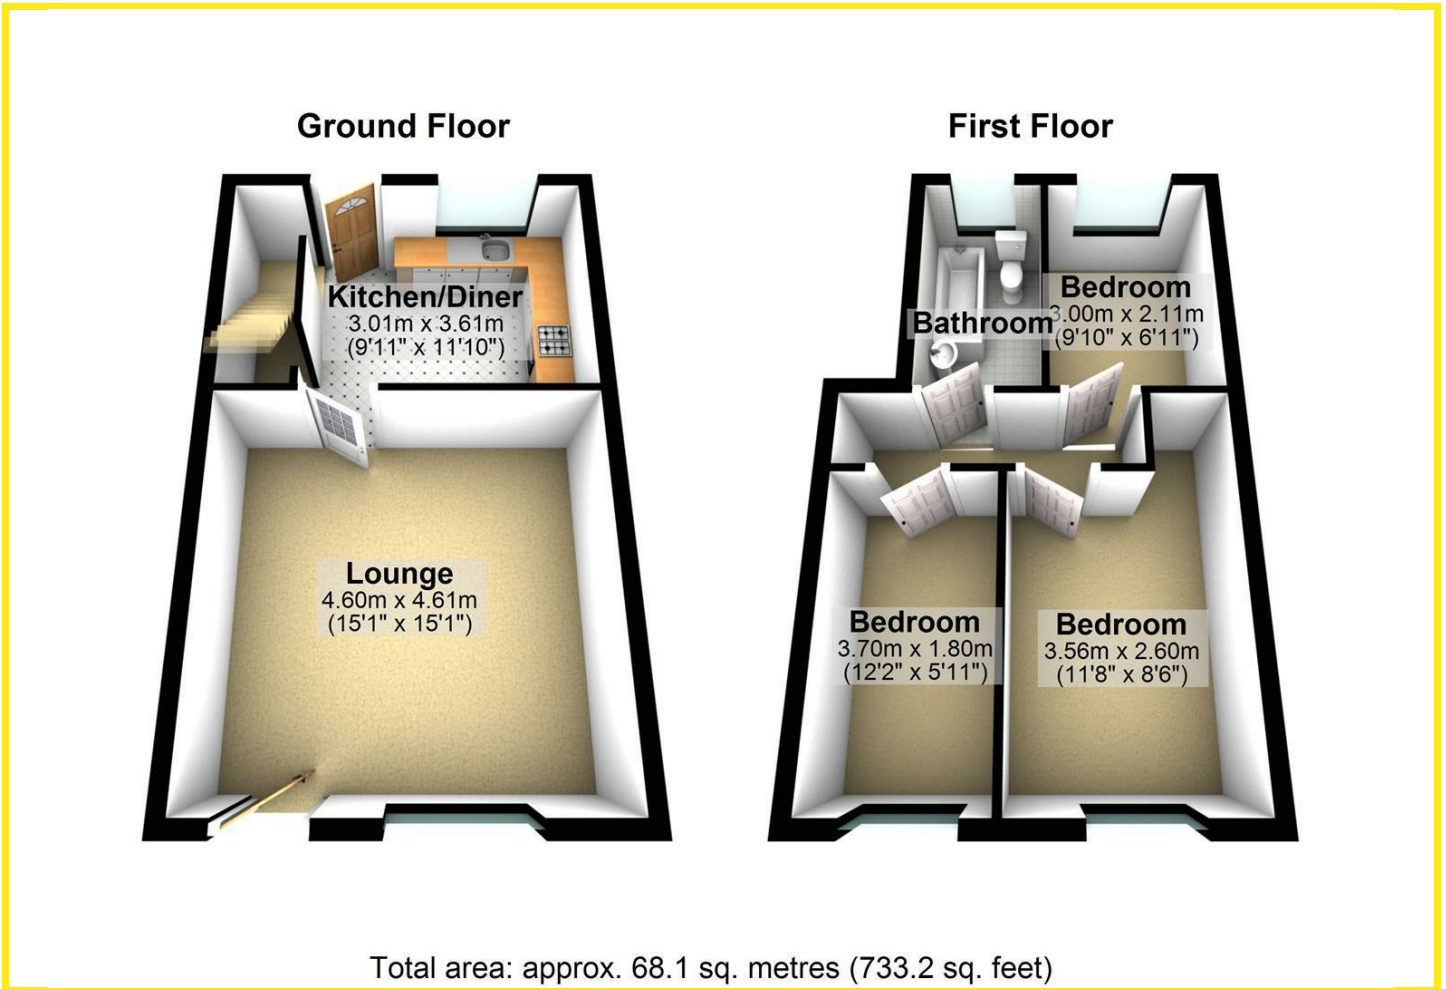 Ground Floor
Kitchen/Diner
3.01m x 3.61m
(9'11" x 11'10")
Lounge
4.60m x 4.61m
(15'1" x 15'1")
First Floor
Bathroom
Bedroom
3.00m x 2.11m
(9'10" x 6'11")
Bedroom
3.70m x 1.80m
(12'2" x 5'11")
Bedroom
3.56m x 2.60m
(11'8" x 8'6")
Total area: approx. 68.1 sq. metres (733.2 sq. feet)